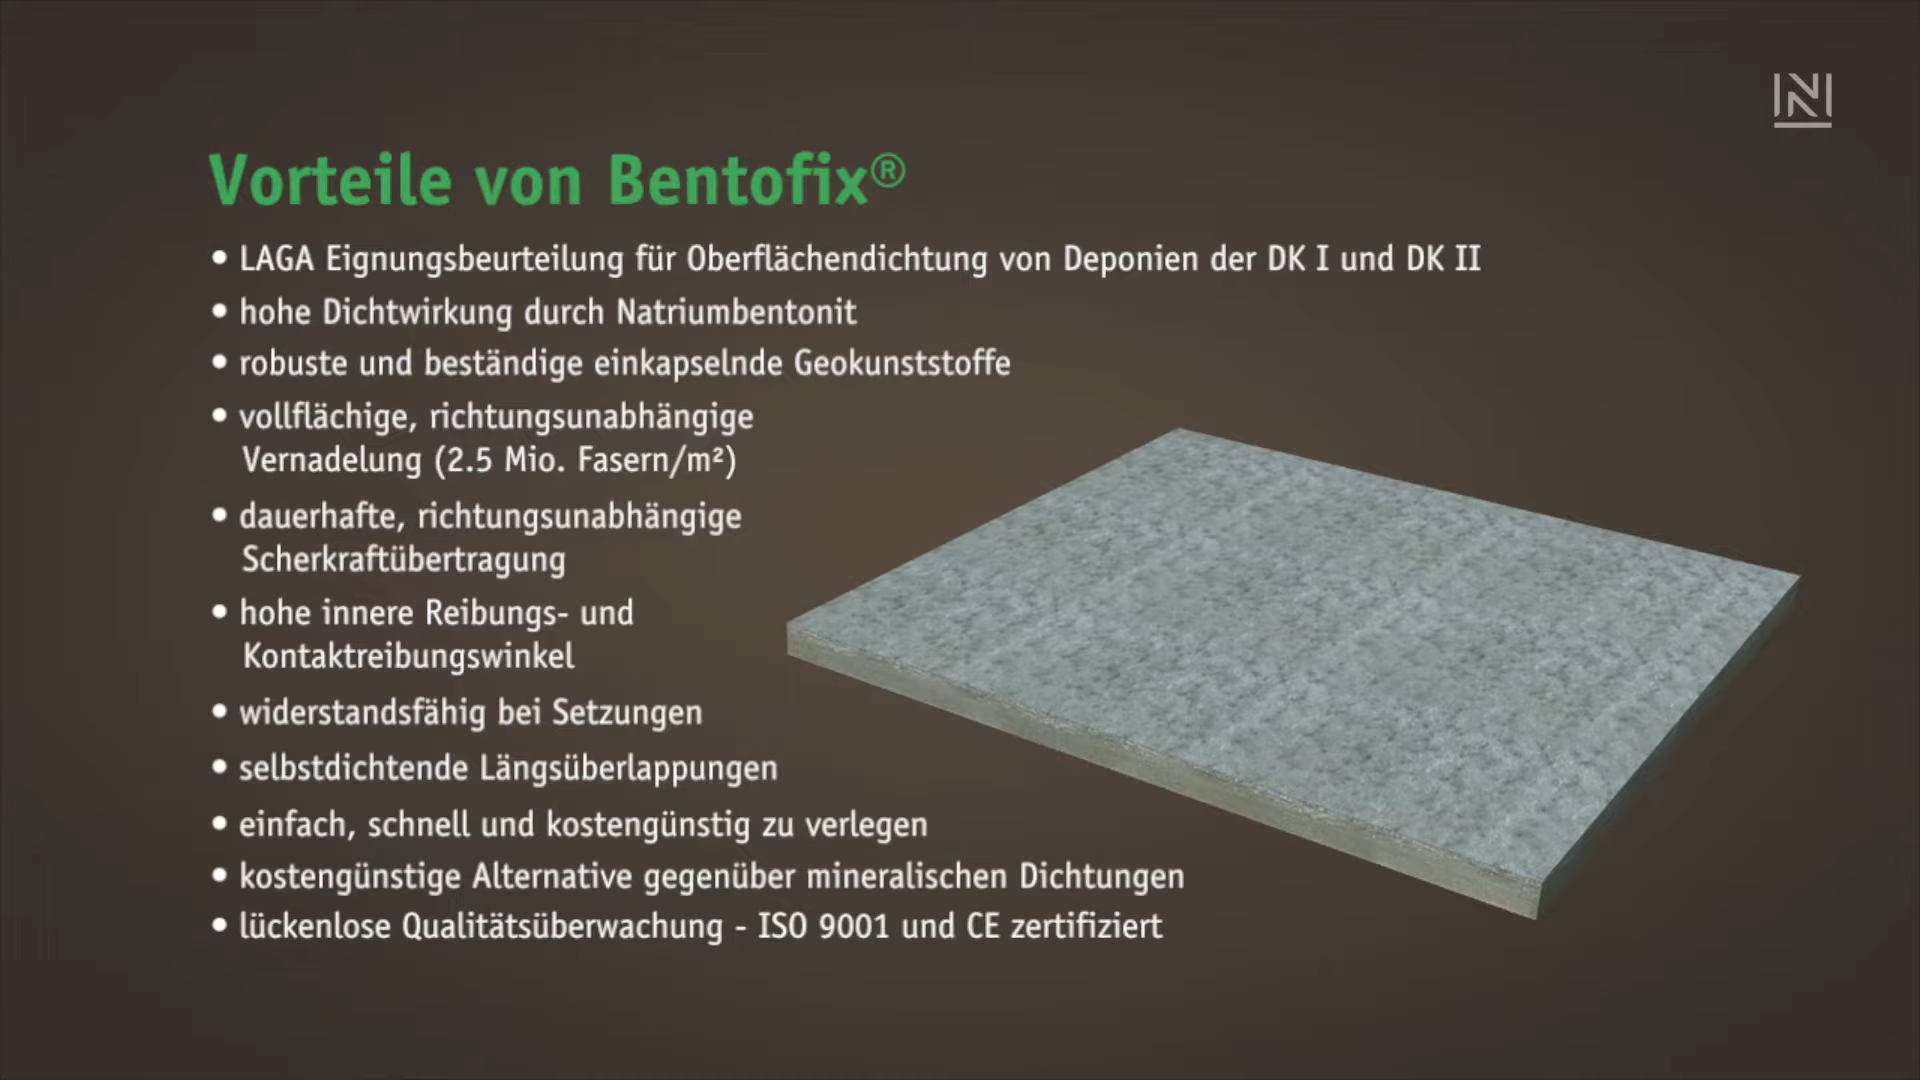 Vorteile von Bentofix®
• LAGA Eignungsbeurteilung für Oberflächendichtung von Deponien der DK I und DK II
• hohe Dichtwirkung durch Natriumbentonit
• robuste und beständige einkapselnde Geokunststoffe
• vollflächige, richtungsunabhängige
Vernadelung (2.5 Mio. Fasern/m²)
• dauerhafte, richtungsunabhängige
Scherkraftübertragung
• hohe innere Reibungs- und
Kontaktreibungswinkel
• widerstandsfähig bei Setzungen
• selbstdichtende Längsüberlappungen
• einfach, schnell und kostengünstig zu verlegen
• kostengünstige Alternative gegenüber mineralischen Dichtungen
• lückenlose Qualitätsüberwachung - ISO 9001 und CE zertifiziert